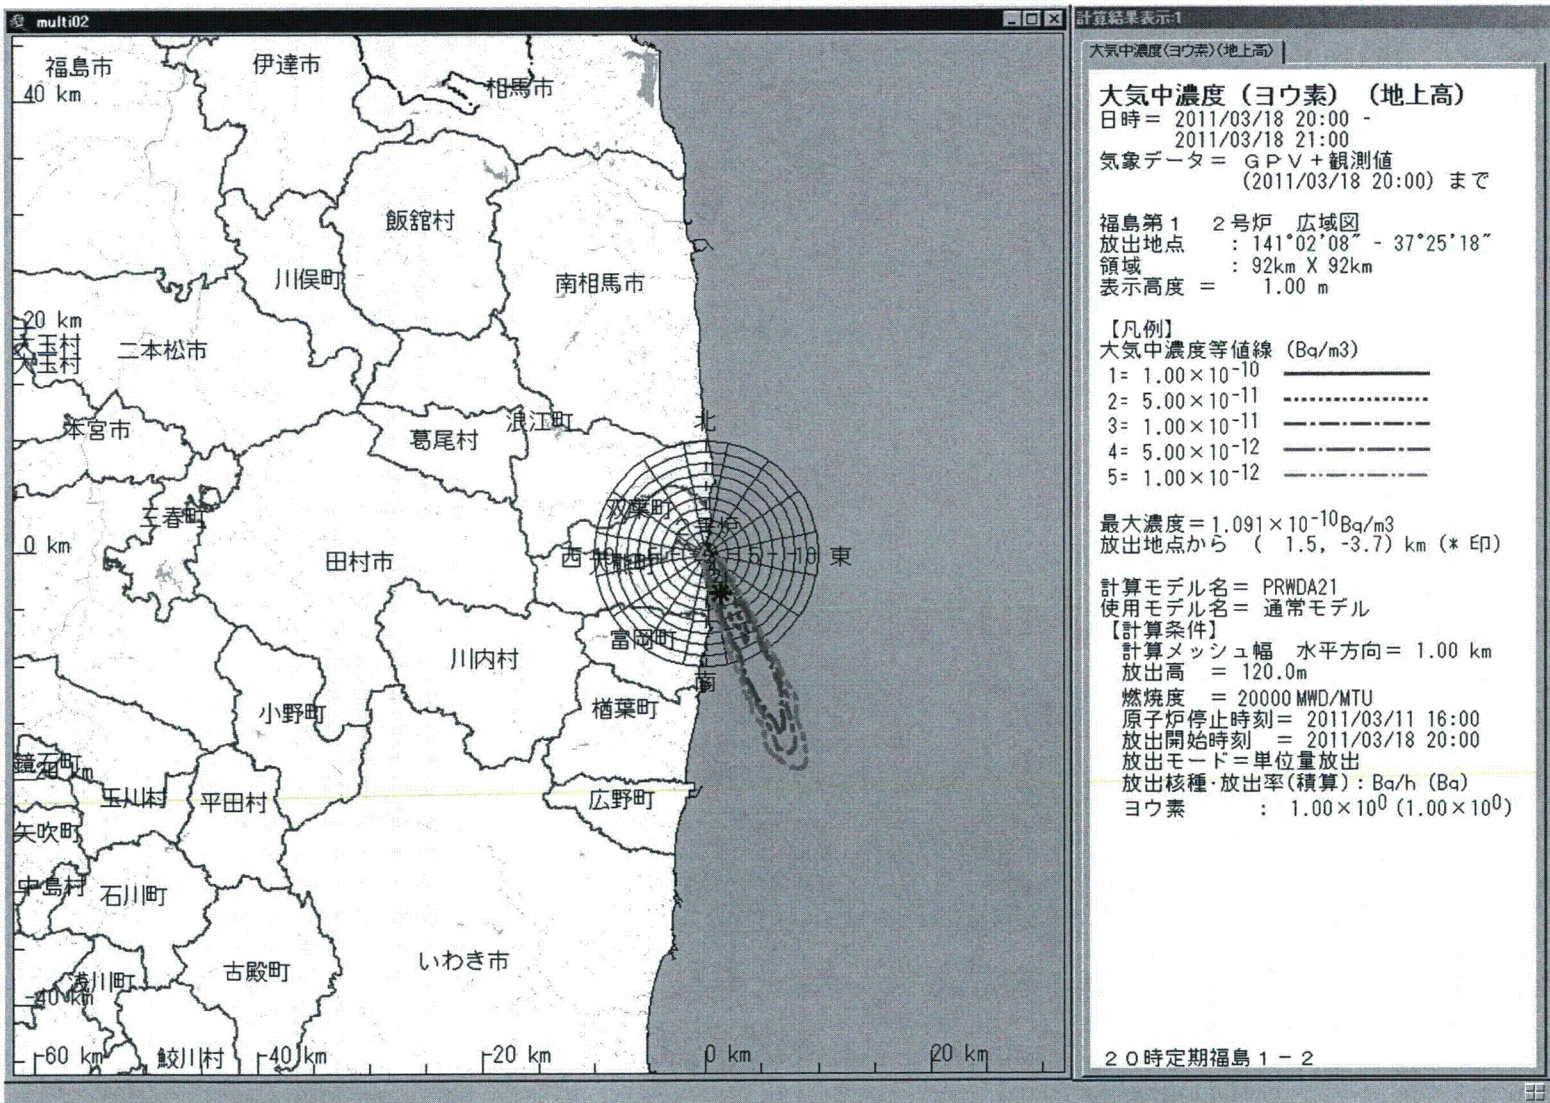 multi02
福島市
伊達市
相馬市
40 km
飯舘村
川俣町
南相馬市
20 km
大玉村
大玉村
二本松市
本宮市
葛尾村
浪江町
北
三春町
双葉町
0 km
田村市
西
10
東
富岡町
川内村
南
小野町
楢葉町
鏡石町
-20 km
玉川村
平田村
広野町
矢吹町
中島村
石川町
古殿町
いわき市
浅川町
-40 km
鮫川村
-60 km
-40 km
-20 km
0 km
20 km
計算結果表示:1
大気中濃度(ヨウ素)(地上高)
大気中濃度(ヨウ素) (地上高)
日時= 2011/03/18 20:00 -
2011/03/18 21:00
気象データ= GPV+観測値
(2011/03/18 20:00) まで
福島第1 2号炉 広域図
放出地点 : 141°02'08" - 37°25'18"
領域 : 92km X 92km
表示高度 = 1.00 m
【凡例】
大気中濃度等値線 (Bq/m3)
1= 1.00×10-10
2= 5.00×10-11
3= 1.00×10-11
4= 5.00×10-12
5= 1.00×10-12
最大濃度=1.091×10-10Bq/m3
放出地点から ( 1.5, -3.7) km (* 印)
計算モデル名= PRWDA21
使用モデル名= 通常モデル
【計算条件】
計算メッシュ幅 水平方向= 1.00 km
放出高 = 120.0m
燃焼度 = 20000MWD/MTU
原子炉停止時刻= 2011/03/11 16:00
放出開始時刻 = 2011/03/18 20:00
放出モード=単位量放出
放出核種・放出率(積算):Bq/h (Bq)
ヨウ素 : 1.00×100 (1.00×100)
20時定期福島1-2